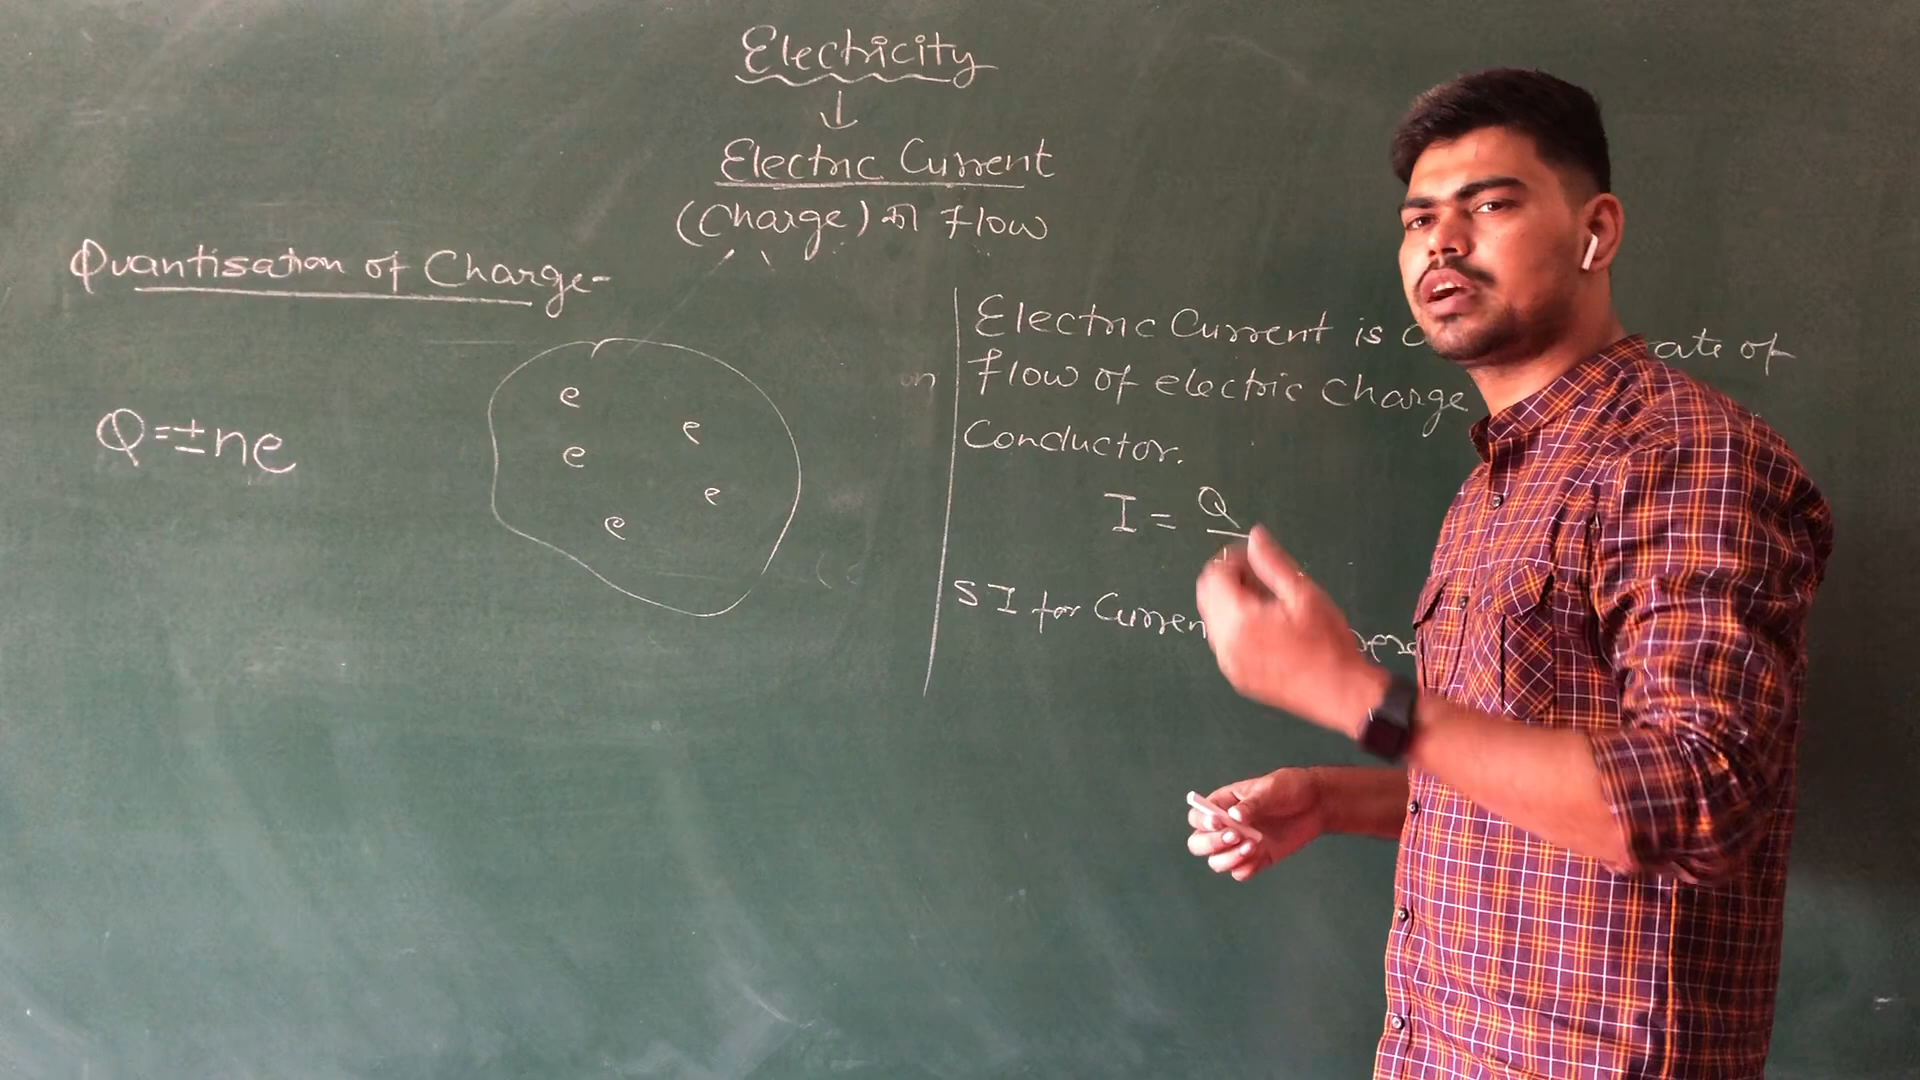 Electricity
↓
Electric Current
(Charge) का Flow
Quantisation of Charge-
Q=±ne
e
e
e
e
e
Electric Current is ate of
flow of electric charge
Conductor.
I = Q
SI for Curren